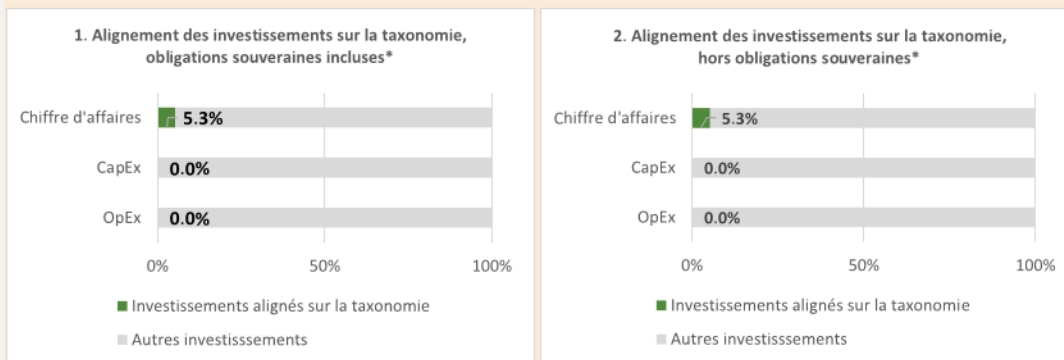 1. Alignement des investissements sur la taxonomie,
obligations souveraines incluses*
Chiffre d'affaires
5.3%
CapEx
0.0%
OpEx
0.0%
0%
50%
100%
Investissements alignés sur la taxonomie
Autres investisssements
2. Alignement des investissements sur la taxonomie,
hors obligations souveraines*
Chiffre d'affaires
5.3%
CapEx
0.0%
OpEx
0.0%
0%
50%
100%
Investissements alignés sur la taxonomie
Autres investisssements